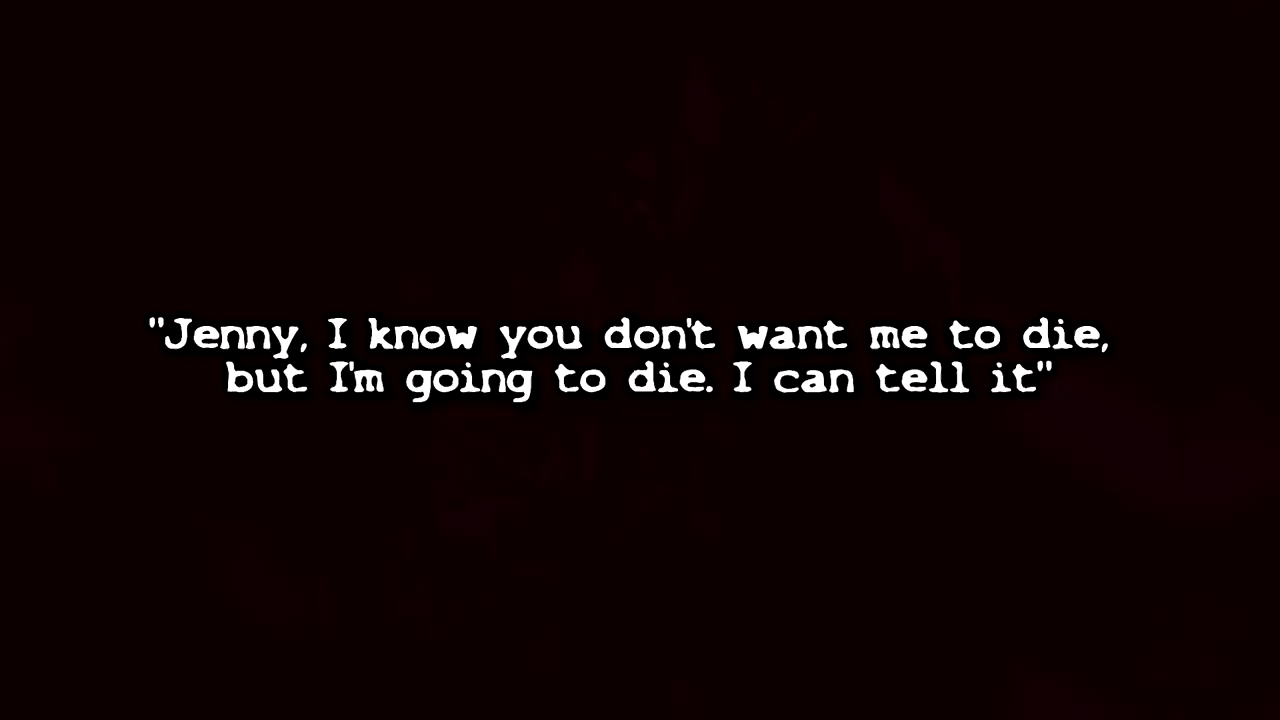 "Jenny, I know you don't want me to die,
but I'm going to die. I can tell it"